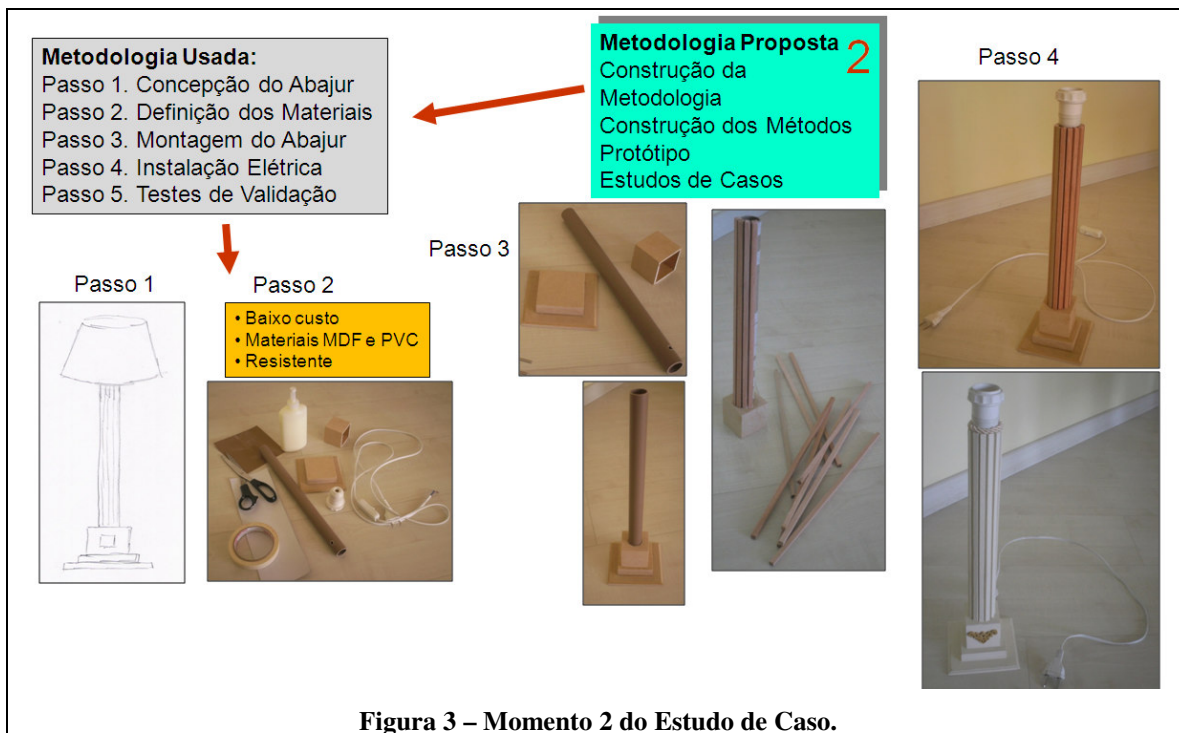 Metodologia Usada:
Passo 1. Concepção do Abajur
Passo 2. Definição dos Materiais
Passo 3. Montagem do Abajur
Passo 4. Instalação Elétrica
Passo 5. Testes de Validação
Metodologia Proposta
2
Construção da
Metodologia
Construção dos Métodos
Protótipo
Estudos de Casos
Passo 1
Passo 2
• Baixo custo
• Materiais MDF e PVC
• Resistente
Passo 3
Passo 4
Figura 3 – Momento 2 do Estudo de Caso.